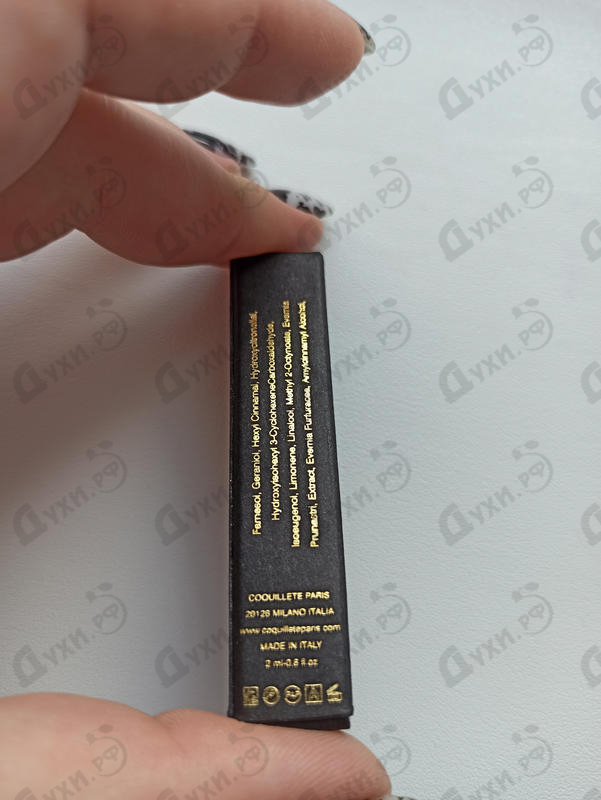 Farnesol, Geraniol, Hexyl Cinnamal, Hydroxycitronellal,
Hydroxyisohexyl 3-CyclohexeneCarboxaldehyde,
Isoeugenol, Limonene, Linalool, Methyl 2-Octynoate, Evernia
Prunastri, Extract, Evernia Furfuracea, Amylcinnamyl Alcohol,
COQUILLETE PARIS
20126 MILANO ITALIA
www.coquilleteparis.com
MADE IN ITALY
2 ml-0.6 fl oz
Духи.рф